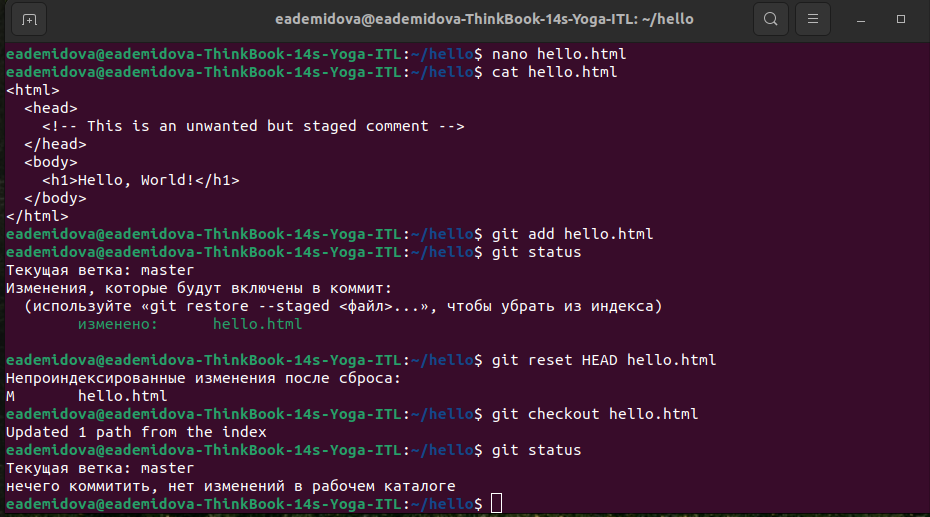 eademidova@eademidova-ThinkBook-14s-Yoga-ITL: ~/hello
eademidova@eademidova-ThinkBook-14s-Yoga-ITL:~/hello$ nano hello.html
eademidova@eademidova-ThinkBook-14s-Yoga-ITL:~/hello$ cat hello.html
<html>
  <head>
    <!-- This is an unwanted but staged comment -->
  </head>
  <body>
    <h1>Hello, World!</h1>
  </body>
</html>
eademidova@eademidova-ThinkBook-14s-Yoga-ITL:~/hello$ git add hello.html
eademidova@eademidova-ThinkBook-14s-Yoga-ITL:~/hello$ git status
Текущая ветка: master
Изменения, которые будут включены в коммит:
  (используйте «git restore --staged <файл>...», чтобы убрать из индекса)
        изменено:      hello.html

eademidova@eademidova-ThinkBook-14s-Yoga-ITL:~/hello$ git reset HEAD hello.html
Непроиндексированные изменения после сброса:
M       hello.html
eademidova@eademidova-ThinkBook-14s-Yoga-ITL:~/hello$ git checkout hello.html
Updated 1 path from the index
eademidova@eademidova-ThinkBook-14s-Yoga-ITL:~/hello$ git status
Текущая ветка: master
нечего коммитить, нет изменений в рабочем каталоге
eademidova@eademidova-ThinkBook-14s-Yoga-ITL:~/hello$